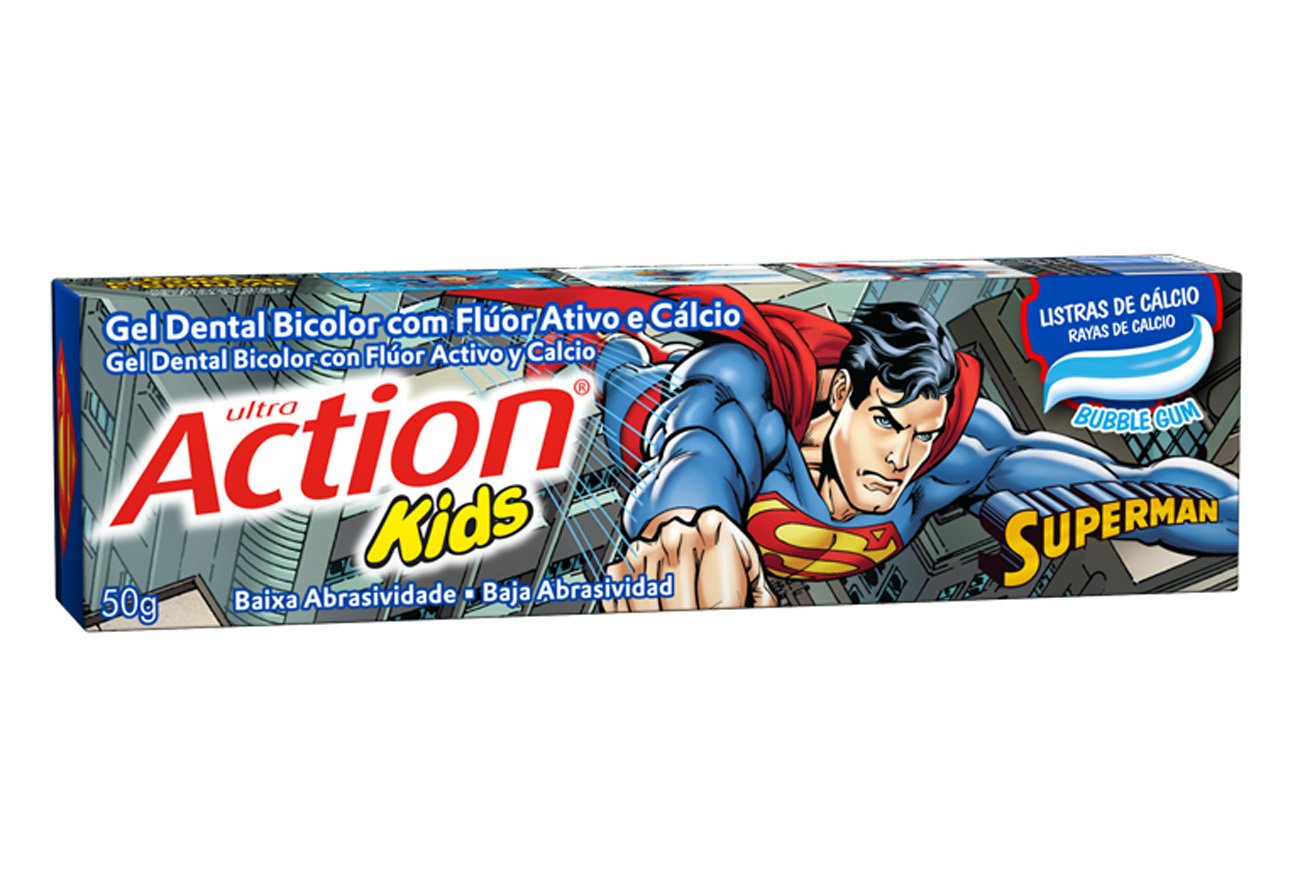 Gel Dental Bicolor com Flúor Ativo e Cálcio
Gel Dental Bicolor con Flúor Activo y Calcio
ultra
Action®
Kids
50g
Baixa Abrasividade ▪ Baja Abrasividad
LISTRAS DE CÁLCIO
RAYAS DE CALCIO
BUBBLE GUM
SUPERMAN